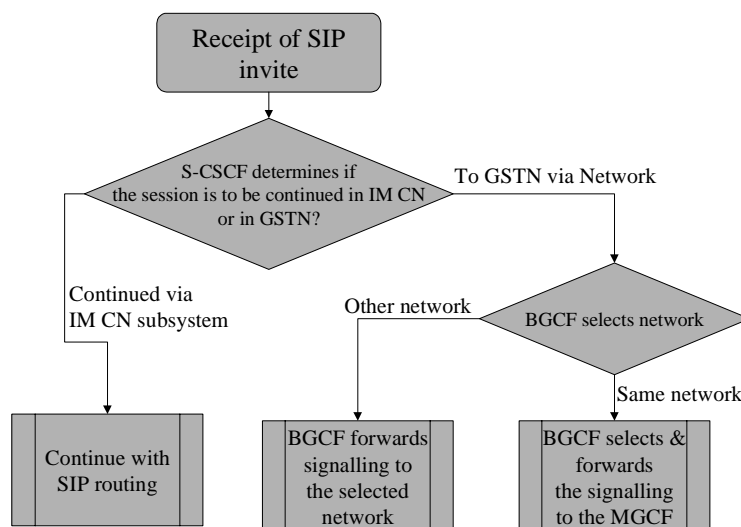 Receipt of SIP
invite
S-CSCF determines if
the session is to be continued in IM CN
or in GSTN?
To GSTN via Network
Continued via
IM CN subsystem
Other network
BGCF selects network
Same network
Continue with
SIP routing
BGCF forwards
signalling to
the selected
network
BGCF selects &
forwards
the signalling
to the MGCF